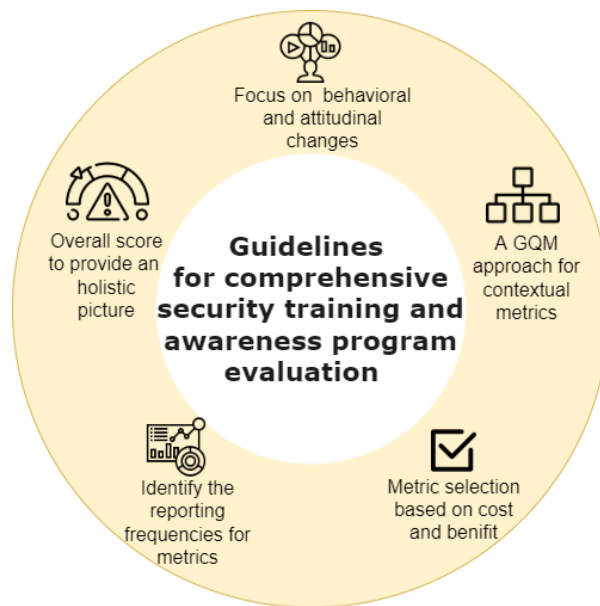 Focus on behavioral
and attitudinal
changes
A GQM
approach for
contextual
metrics
Metric selection
based on cost
and benifit
Identify the
reporting
frequencies for
metrics
Overall score
to provide an
holistic
picture
Guidelines
for comprehensive
security training and
awareness program
evaluation